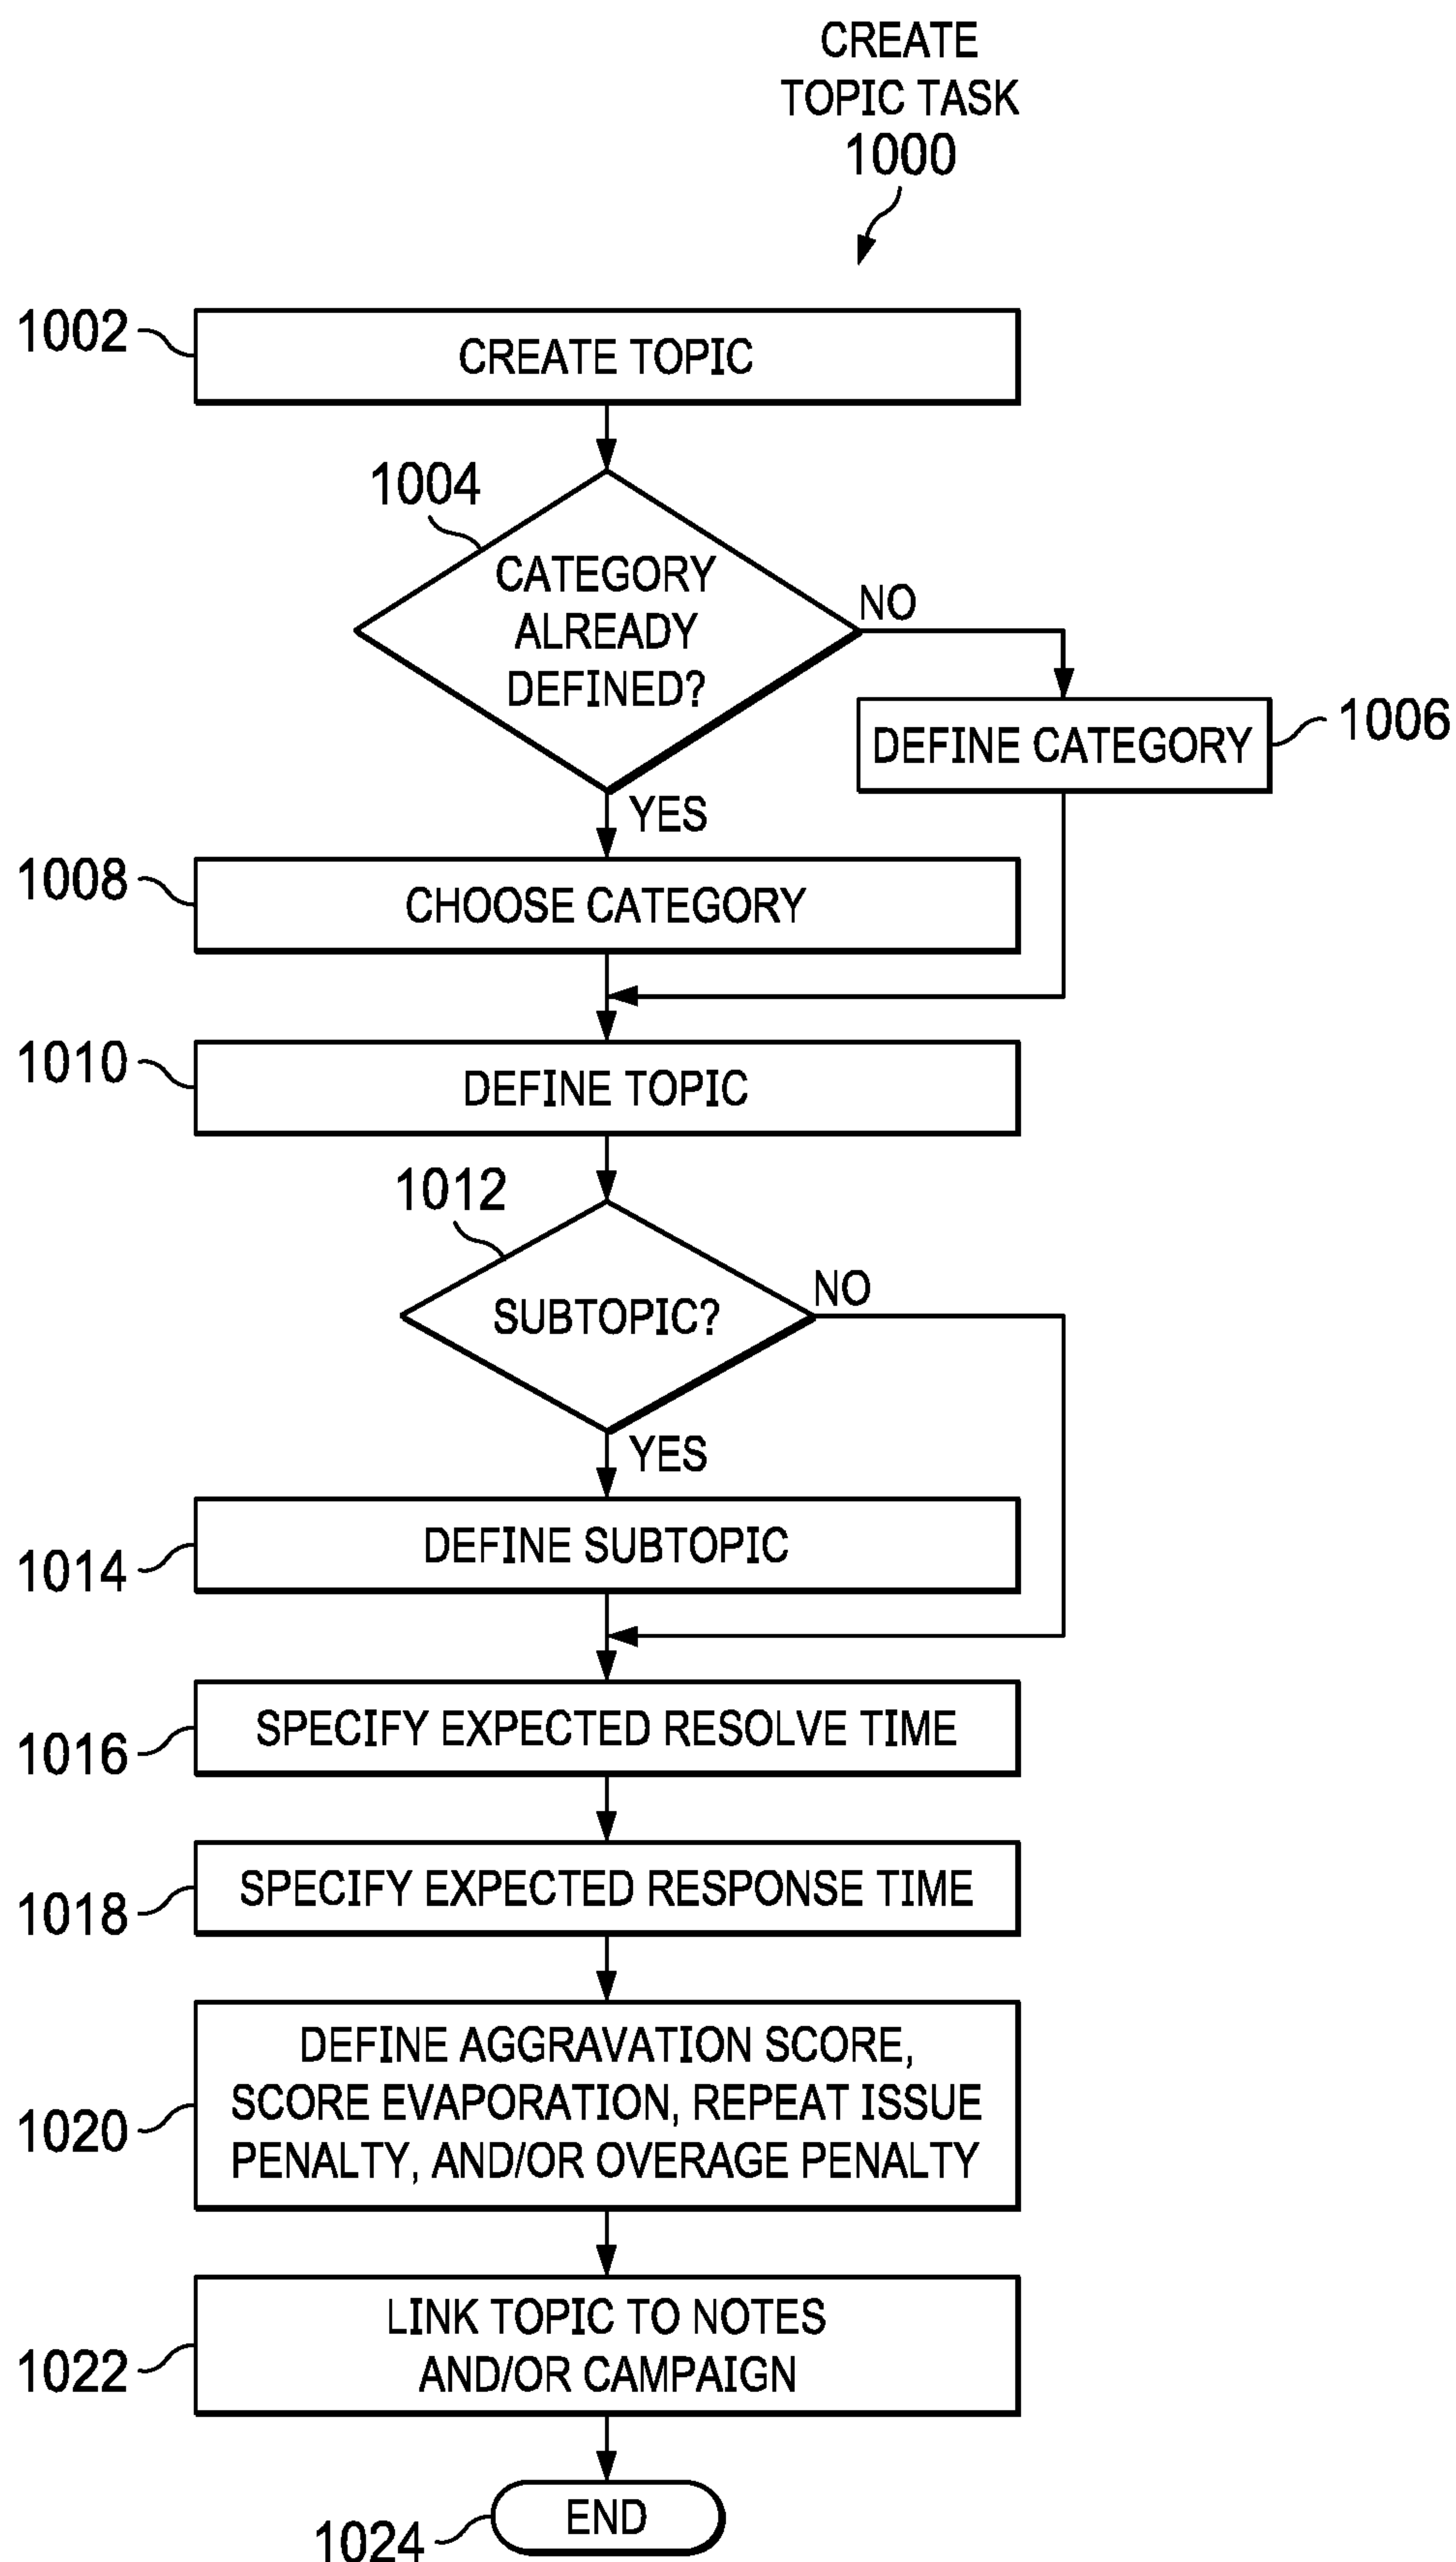 CREATE
TOPIC TASK
1000
1002
CREATE TOPIC
1004
CATEGORY
ALREADY
DEFINED?
NO
DEFINE CATEGORY
1006
YES
1008
CHOOSE CATEGORY
1010
DEFINE TOPIC
1012
SUBTOPIC?
NO
YES
DEFINE SUBTOPIC
1014
SPECIFY EXPECTED RESOLVE TIME
1016
SPECIFY EXPECTED RESPONSE TIME
1018
DEFINE AGGRAVATION SCORE,
SCORE EVAPORATION, REPEAT ISSUE
PENALTY, AND/OR OVERAGE PENALTY
1020
LINK TOPIC TO NOTES
AND/OR CAMPAIGN
1022
END
1024